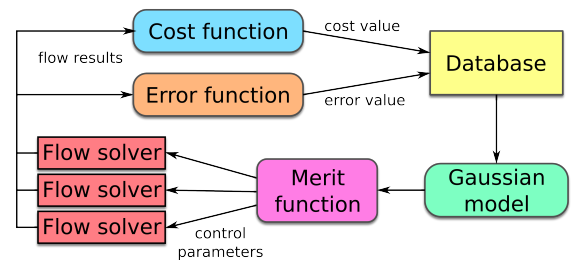 Cost function
cost value
flow results
Database
Error function
error value
Flow solver
Flow solver
Flow solver
Merit
function
Gaussian
model
control
parameters